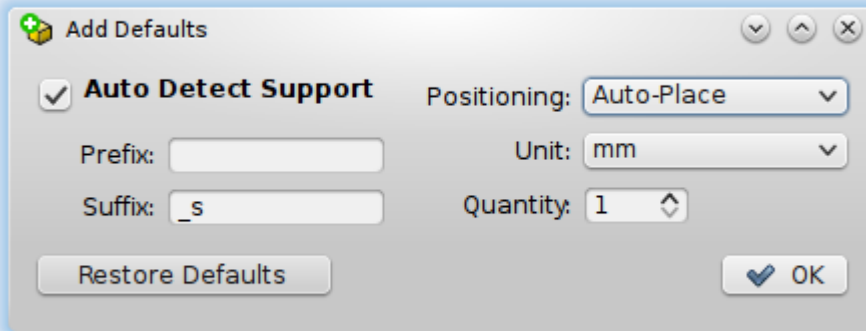 Add Defaults
Auto Detect Support
Positioning: Auto-Place
Prefix:
Unit: mm
Suffix: _s
Quantity: 1
Restore Defaults
OK